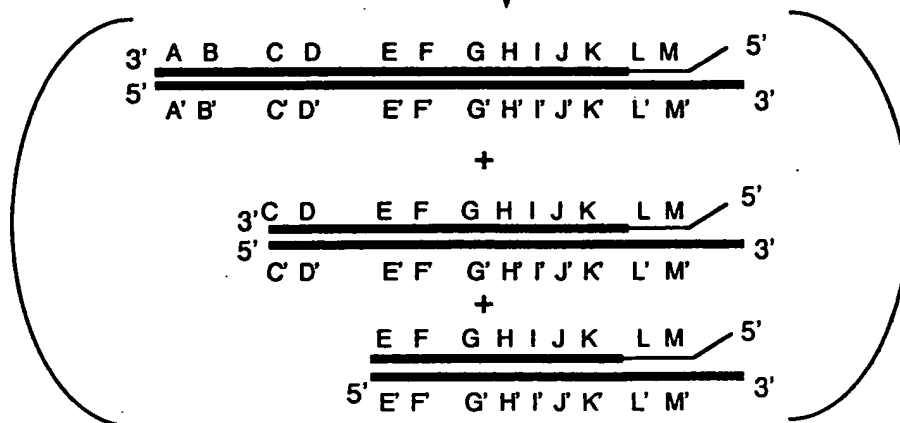 3' A B C D E F G H I J K L M 5'
5' 3'
A' B' C' D' E' F' G' H' I' J' K' L' M'
+
3' C D E F G H I J K L M 5'
5' 3'
C' D' E' F' G' H' I' J' K' L' M'
+
E F G H I J K L M 5'
5' 3'
E' F' G' H' I' J' K' L' M'